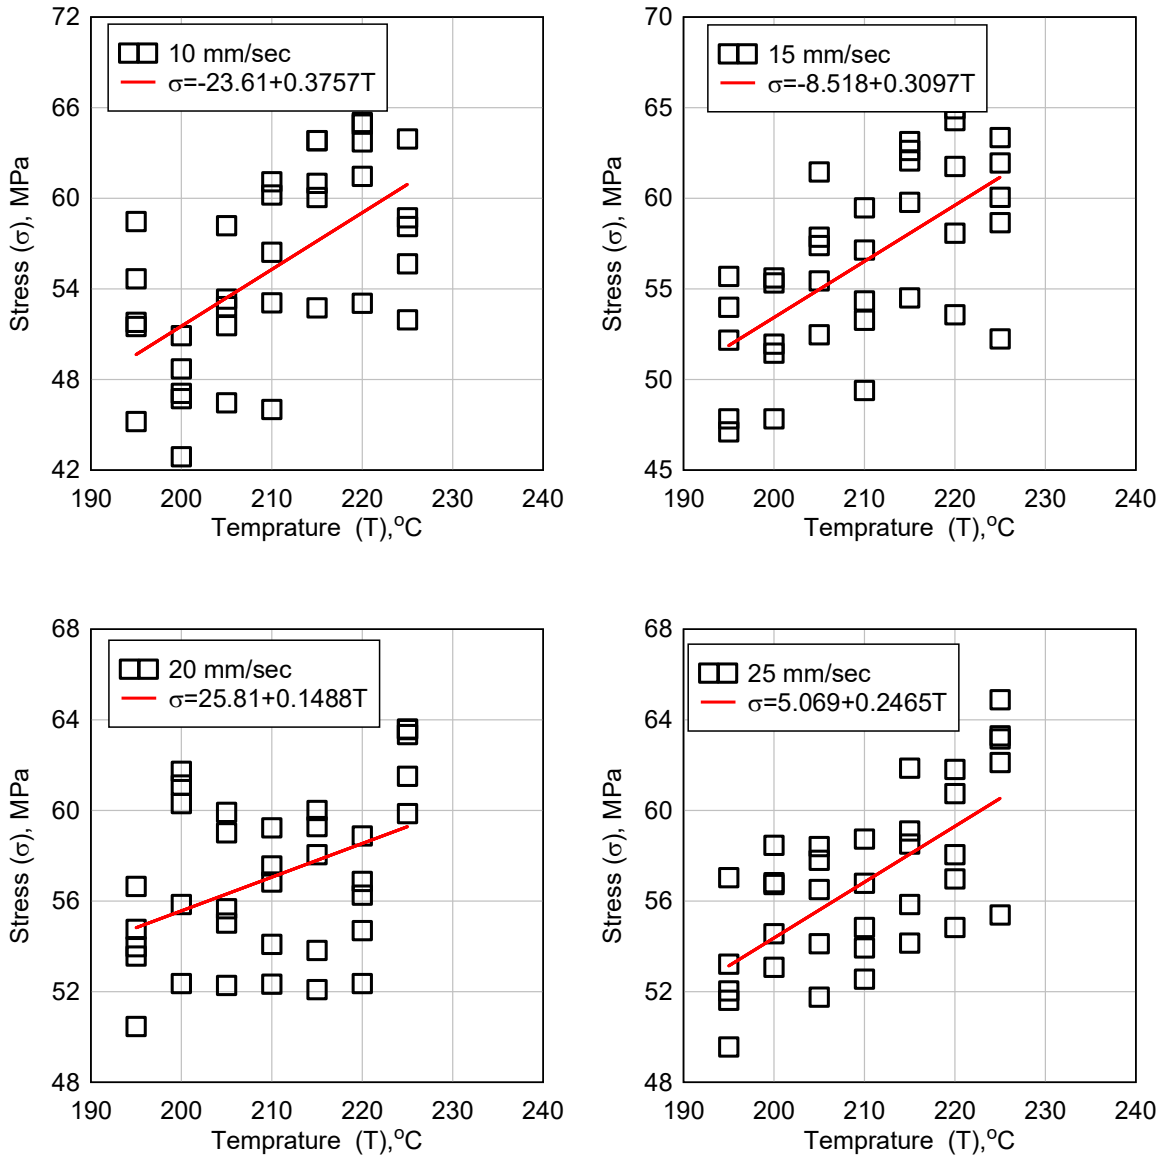 72
66
60
54
48
42
Stress (σ), MPa
10 mm/sec
σ=-23.61+0.3757T
190 200 210 220 230 240
Temprature (T),°C
70
65
60
55
50
45
Stress (σ), MPa
15 mm/sec
σ=-8.518+0.3097T
190 200 210 220 230 240
Temprature (T),°C
68
64
60
56
52
48
Stress (σ), MPa
20 mm/sec
σ=25.81+0.1488T
190 200 210 220 230 240
Temprature (T),°C
68
64
60
56
52
48
Stress (σ), MPa
25 mm/sec
σ=5.069+0.2465T
190 200 210 220 230 240
Temprature (T),°C